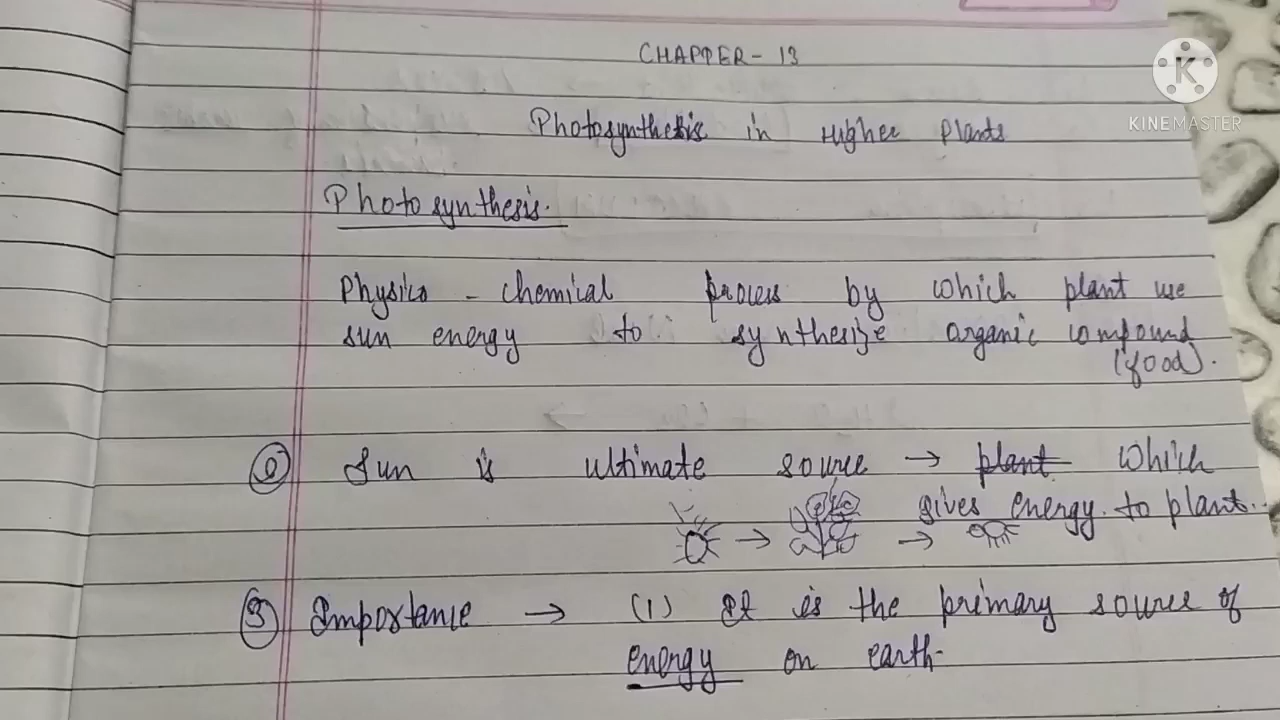 CHAPTER - 13
Photosynthesis in Higher Plants
Photosynthesis.
Physico - chemical process by which plant use
sun energy to synthesize organic compound
(food).
Sun is ultimate source → plant which
gives energy to plant..
Importance → (1) It is the primary source of
energy on earth-
K
KINEMASTER